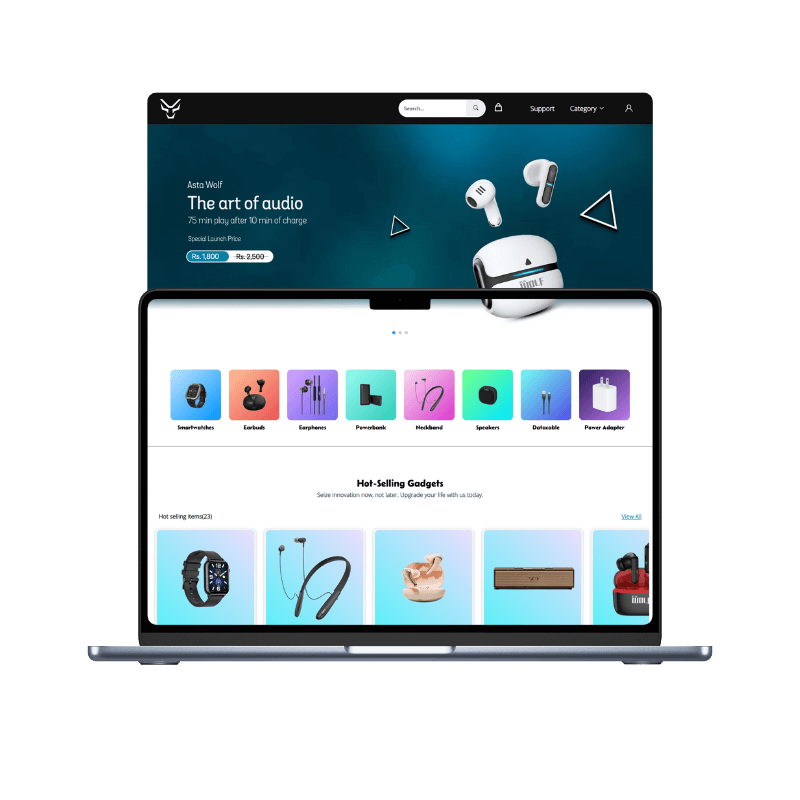 Search...
Support
Category
Asta Wolf
The art of audio
75 min play after 10 min of charge
Special Launch Price
Rs. 1,800
Rs. 2,500
WOLF
Smartwatches
Earbuds
Earphones
Powerbank
Neckband
Speakers
Datacable
Power Adapter
Hot-Selling Gadgets
Seize innovation now, not later. Upgrade your life with us today.
Hot selling items(23)
View All
WOLF